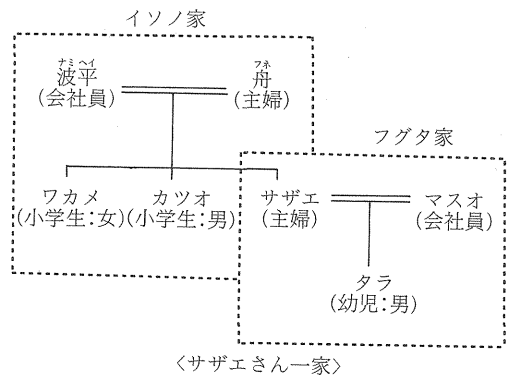 イソノ家
ナミヘイ フネ
波平 舟
(会社員) (主婦)
フグタ家
ワカメ カツオ サザエ マスオ
(小学生:女)(小学生:男) (主婦) (会社員)
タラ
(幼児:男)
〈サザエさん一家〉